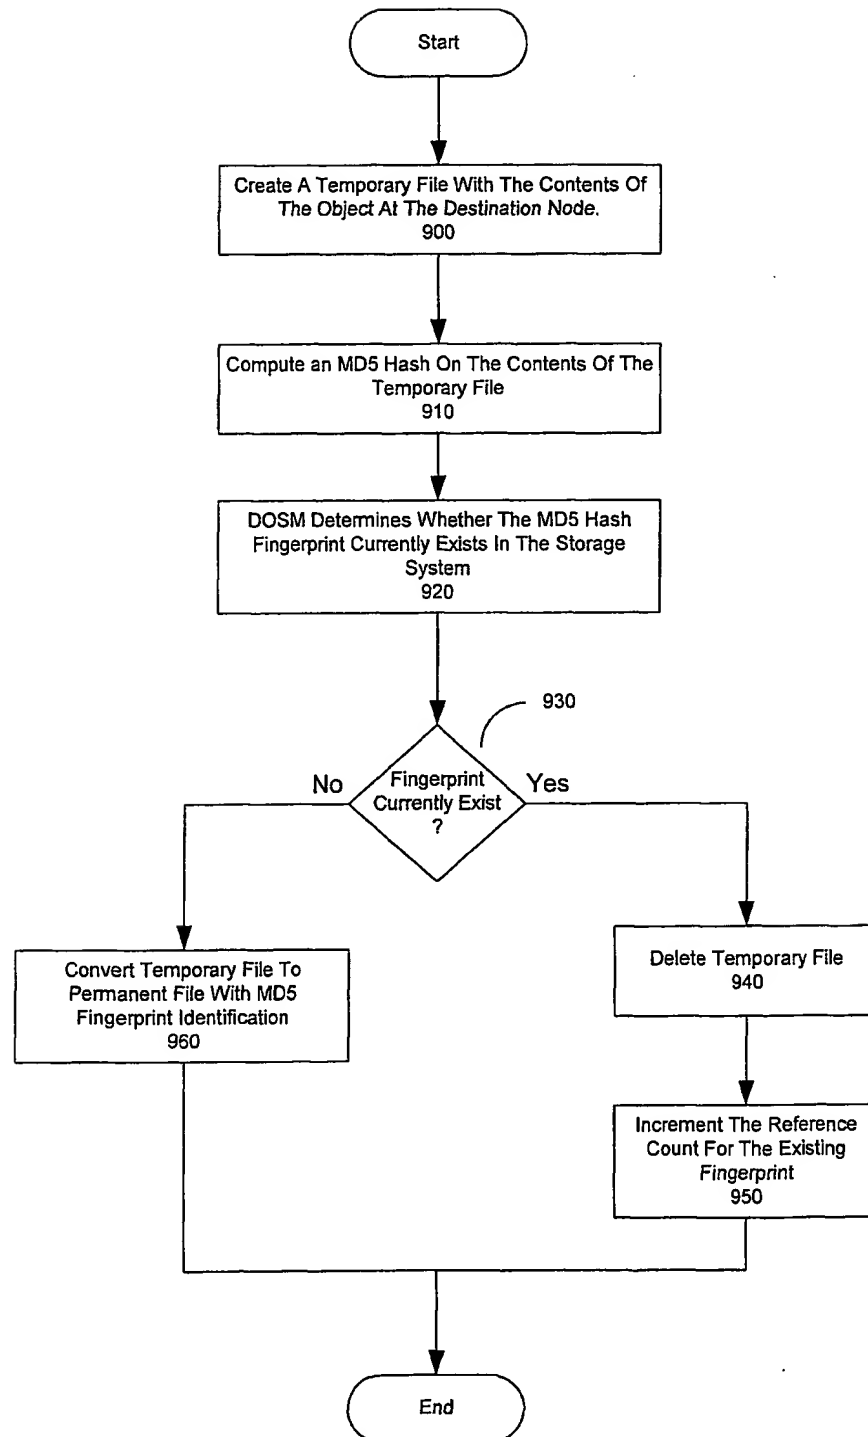 Start
Create A Temporary File With The Contents Of
The Object At The Destination Node.
900
Compute an MD5 Hash On The Contents Of The
Temporary File
910
DOSM Determines Whether The MD5 Hash
Fingerprint Currently Exists In The Storage
System
920
930
No
Fingerprint
Currently Exist
?
Yes
Convert Temporary File To
Permanent File With MD5
Fingerprint Identification
960
Delete Temporary File
940
Increment The Reference
Count For The Existing
Fingerprint
950
End